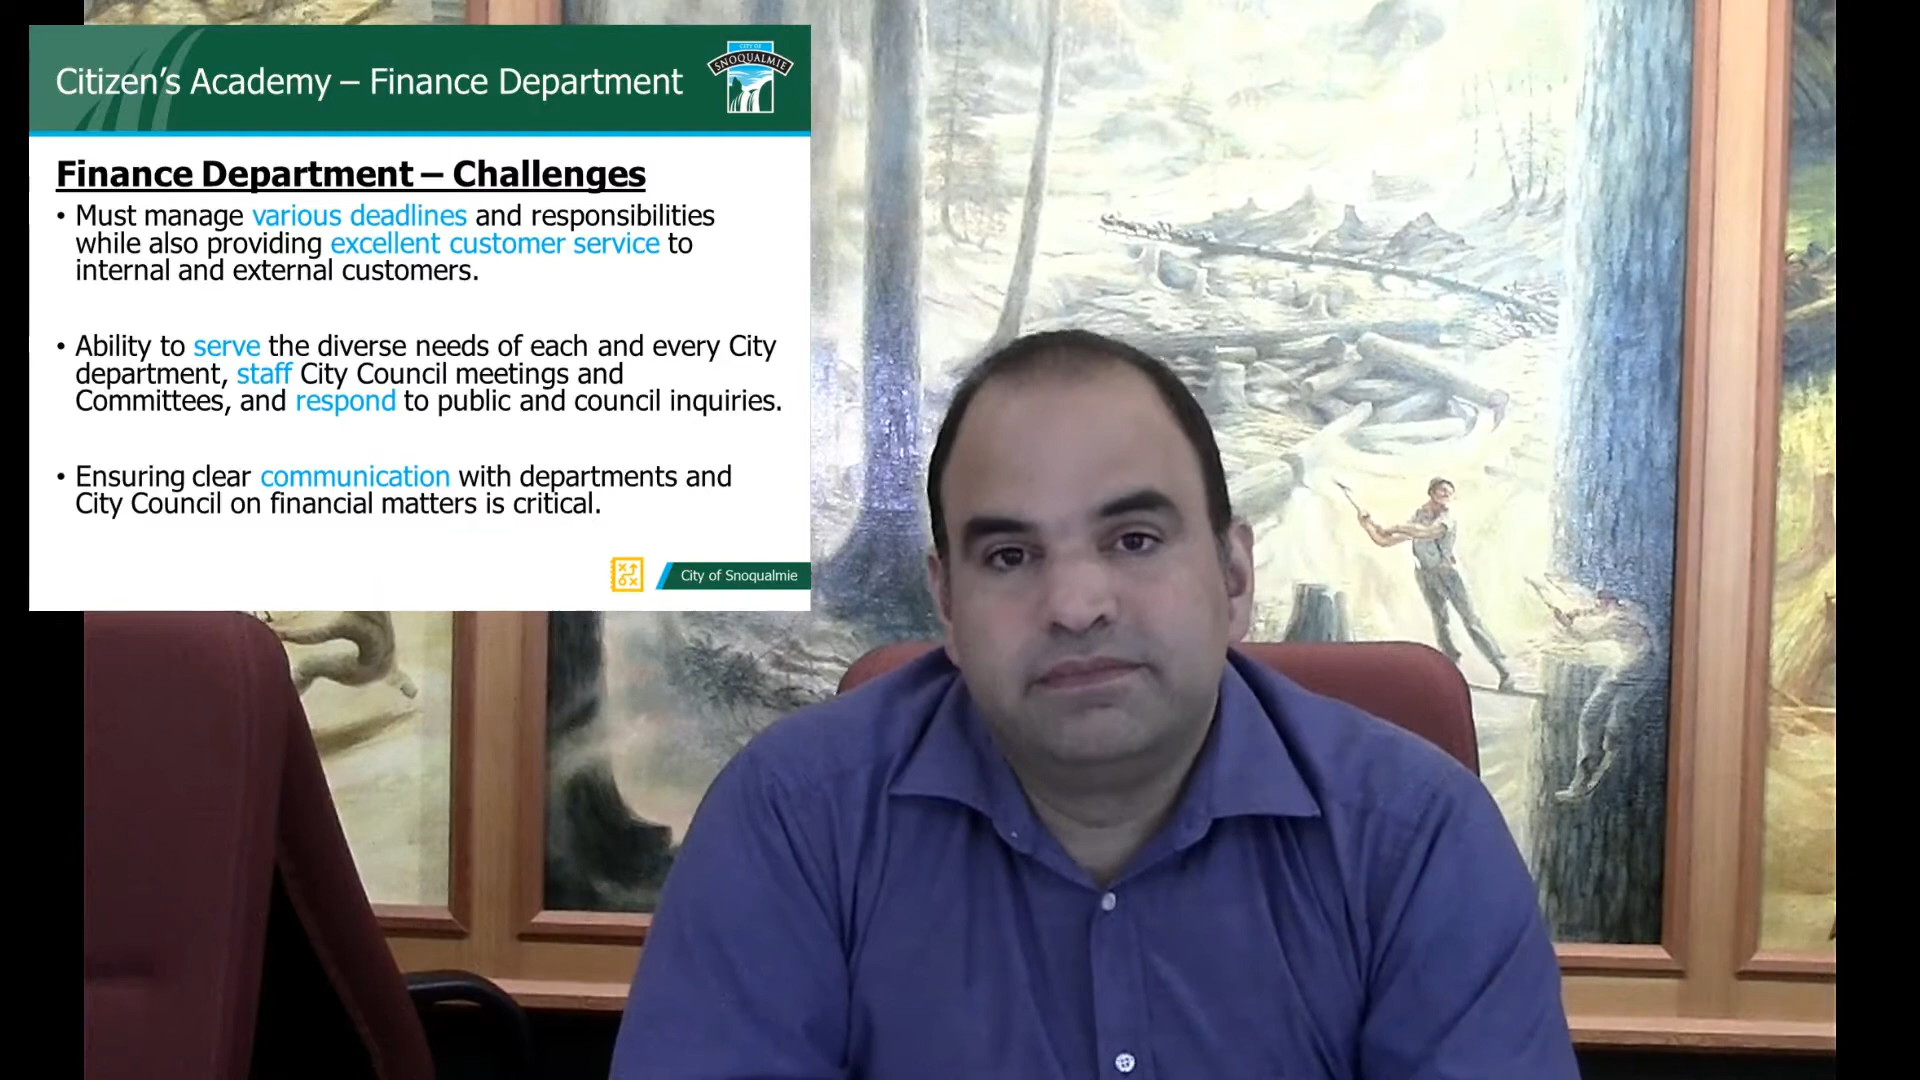 Citizen's Academy – Finance Department
CITY OF
SNOQUALMIE
Finance Department – Challenges
• Must manage various deadlines and responsibilities
while also providing excellent customer service to
internal and external customers.
• Ability to serve the diverse needs of each and every City
department, staff City Council meetings and
Committees, and respond to public and council inquiries.
• Ensuring clear communication with departments and
City Council on financial matters is critical.
City of Snoqualmie